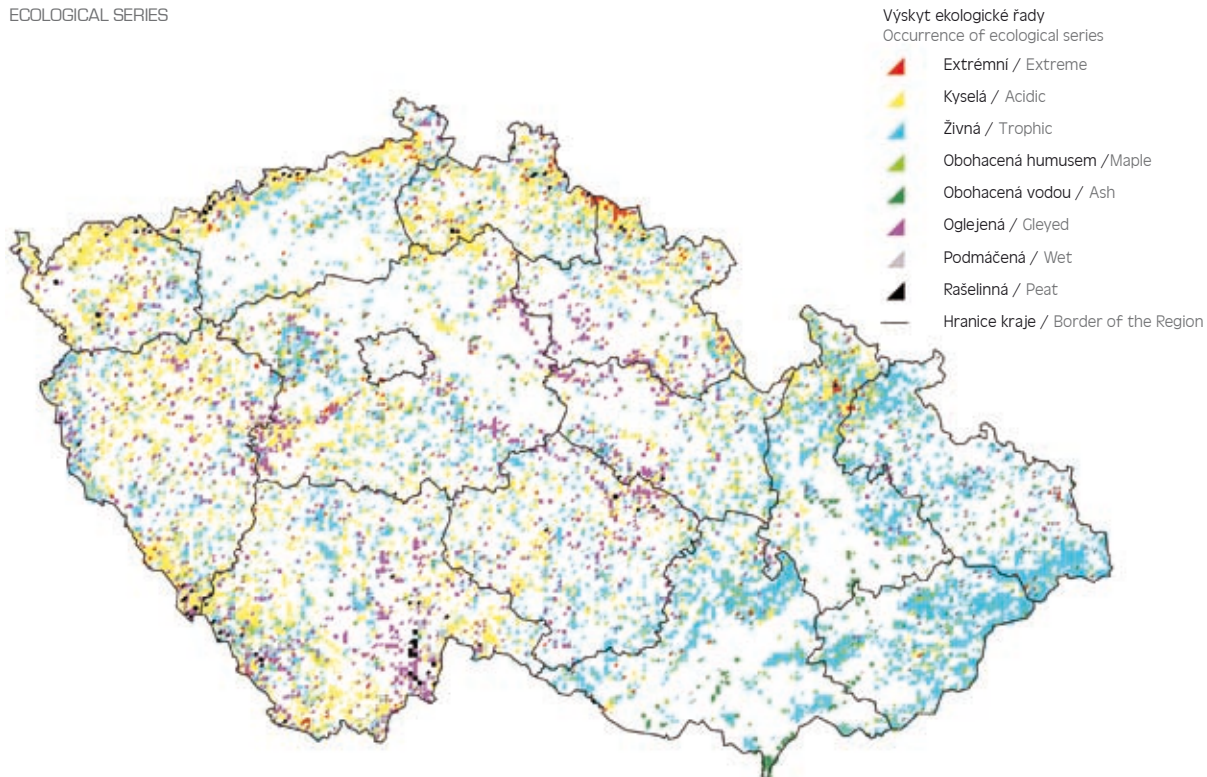 ECOLOGICAL SERIES
Výskyt ekologické řady
Occurrence of ecological series
Extrémní / Extreme
Kyselá / Acidic
Živná / Trophic
Obohacená humusem /Maple
Obohacená vodou / Ash
Oglejená / Gleyed
Podmáčená / Wet
Rašelinná / Peat
Hranice kraje / Border of the Region